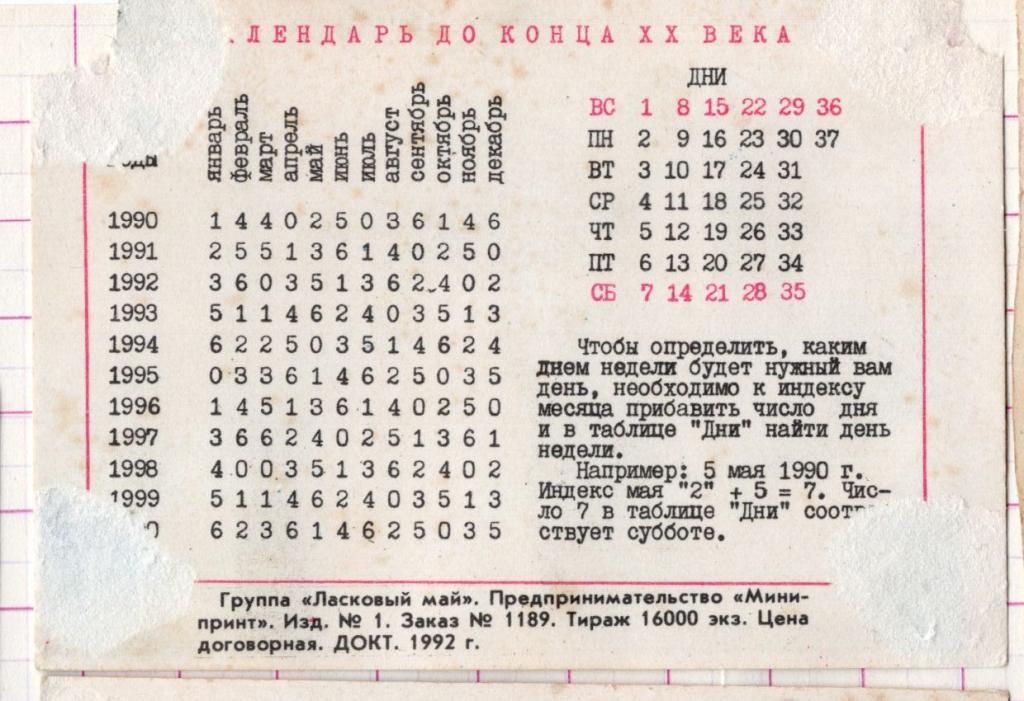 ЛЕНДАРЬ ДО КОНЦА XX ВЕКА
январь февраль март апрель май июнь июль август сентябрь октябрь ноябрь декабрь
1990 1 4 4 0 2 5 0 3 6 1 4 6
1991 2 5 5 1 3 6 1 4 0 2 5 0
1992 3 6 0 3 5 1 3 6 2 4 0 2
1993 5 1 1 4 6 2 4 0 3 5 1 3
1994 6 2 2 5 0 3 5 1 4 6 2 4
1995 0 3 3 6 1 4 6 2 5 0 3 5
1996 1 4 5 1 3 6 1 4 0 2 5 0
1997 3 6 6 2 4 0 2 5 1 3 6 1
1998 4 0 0 3 5 1 3 6 2 4 0 2
1999 5 1 1 4 6 2 4 0 3 5 1 3
6 2 3 6 1 4 6 2 5 0 3 5
ДНИ
ВС 1 8 15 22 29 36
ПН 2 9 16 23 30 37
ВТ 3 10 17 24 31
СР 4 11 18 25 32
ЧТ 5 12 19 26 33
ПТ 6 13 20 27 34
СБ 7 14 21 28 35
Чтобы определить, каким
днем недели будет нужный вам
день, необходимо к индексу
месяца прибавить число дня
и в таблице "Дни" найти день
недели.
Например: 5 мая 1990 г.
Индекс мая "2" + 5 = 7. Чис-
ло 7 в таблице "Дни" соот
ствует субботе.
Группа «Ласковый май». Предпринимательство «Мини-
принт». Изд. № 1. Заказ № 1189. Тираж 16000 экз. Цена
договорная. ДОКТ. 1992 г.